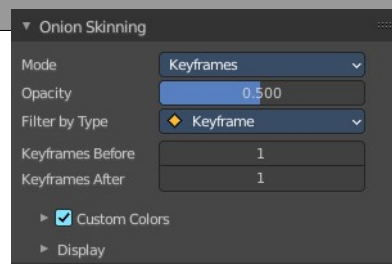 Onion Skinning
Mode Keyframes
Opacity 0.500
Filter by Type Keyframe
Keyframes Before 1
Keyframes After 1
Custom Colors
Display